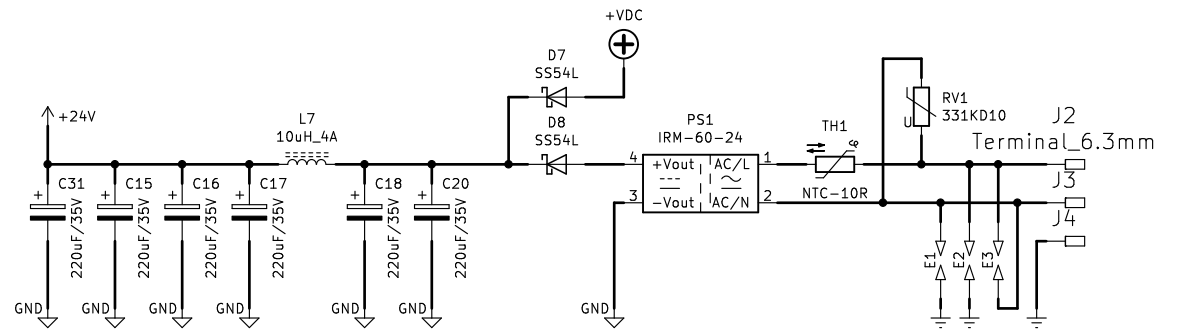 +VDC
D7
SS54L
+24V
L7
10uH_4A
D8
SS54L
PS1
IRM-60-24
TH1
RV1
331KD10
U
J2
Terminal_6.3mm
4
+Vout
AC/L
1
3
-Vout
AC/N
2
NTC-10R
J3
J4
+
C31
220uF/35V
+
C15
220uF/35V
+
C16
220uF/35V
+
C17
220uF/35V
+
C18
220uF/35V
+
C20
220uF/35V
E1
E2
E3
GND
GND
GND
GND
GND
GND
GND